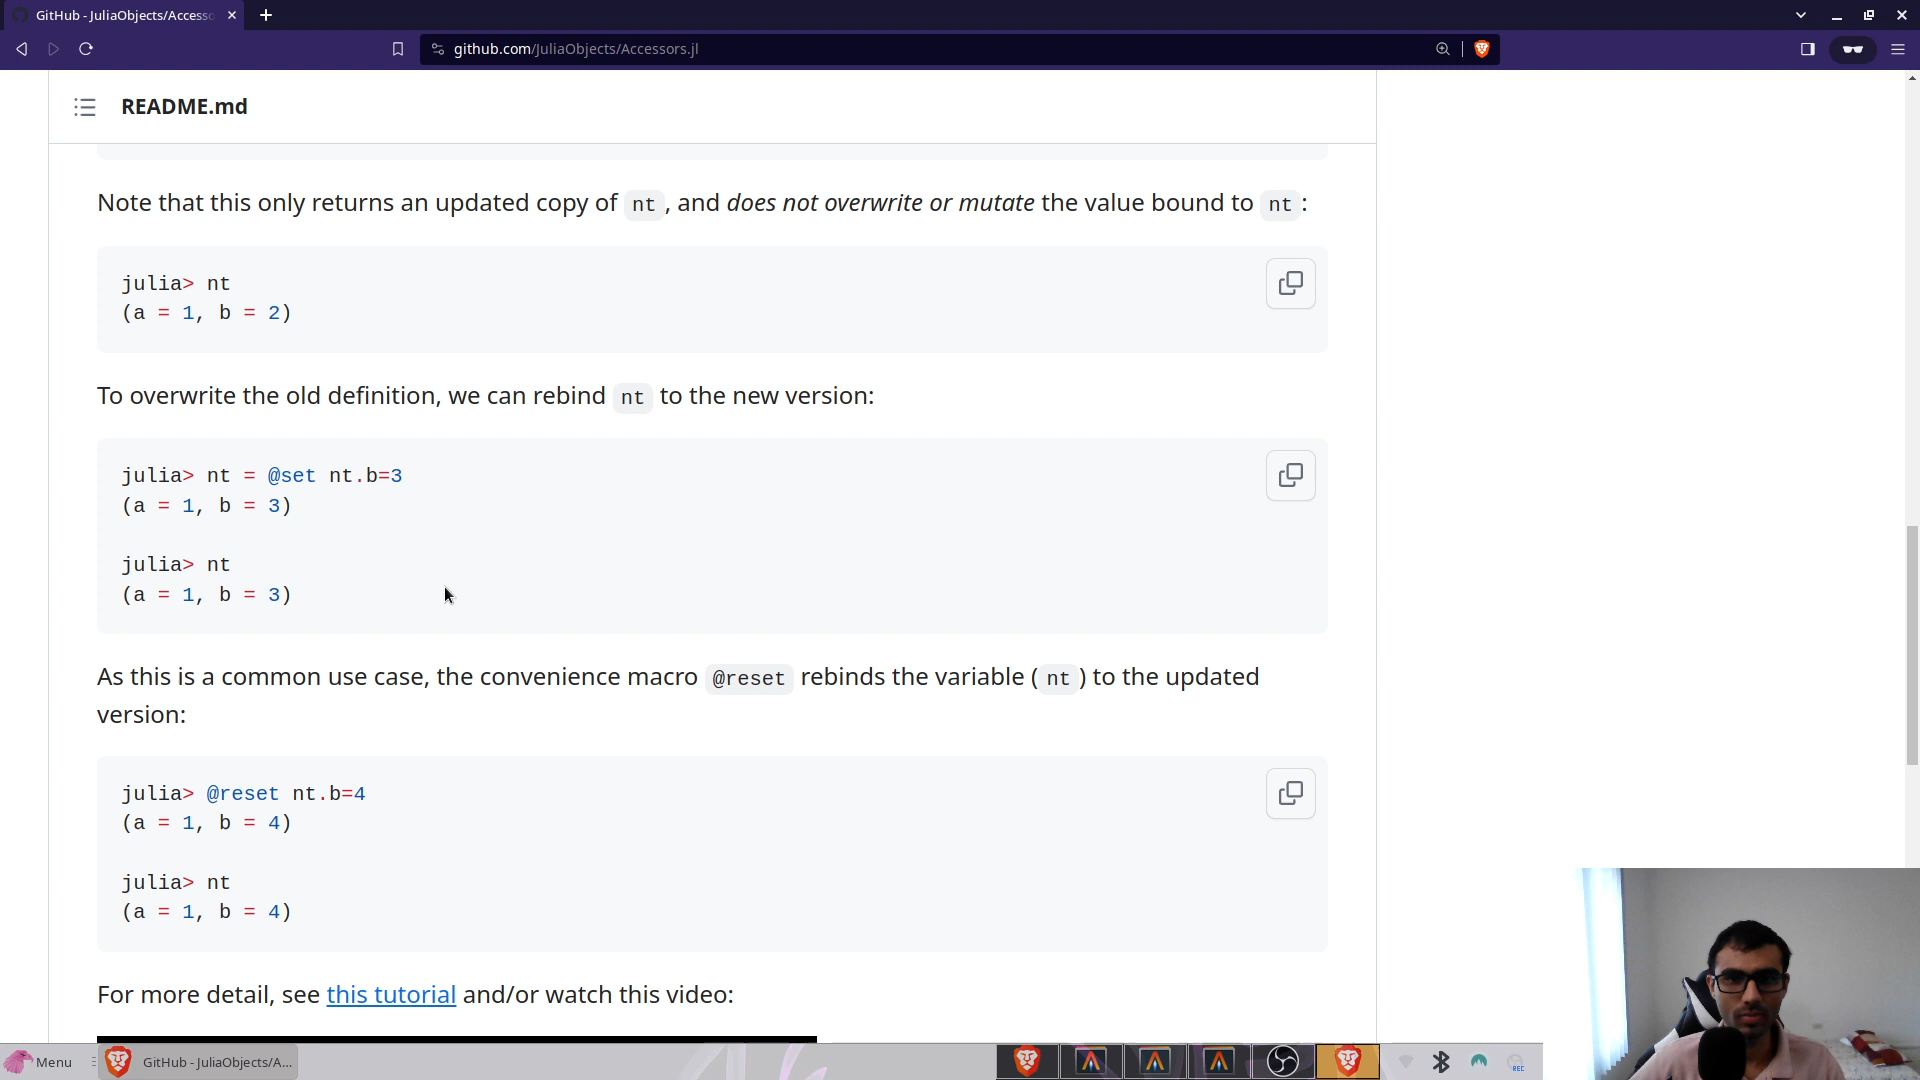 GitHub - JuliaObjects/Accesso
github.com/JuliaObjects/Accessors.jl
README.md
Note that this only returns an updated copy of nt, and does not overwrite or mutate the value bound to nt:
julia> nt
(a = 1, b = 2)
To overwrite the old definition, we can rebind nt to the new version:
julia> nt = @set nt.b=3
(a = 1, b = 3)
julia> nt
(a = 1, b = 3)
As this is a common use case, the convenience macro @reset rebinds the variable (nt) to the updated
version:
julia> @reset nt.b=4
(a = 1, b = 4)
julia> nt
(a = 1, b = 4)
For more detail, see this tutorial and/or watch this video:
Menu
GitHub - JuliaObjects/A...
REC